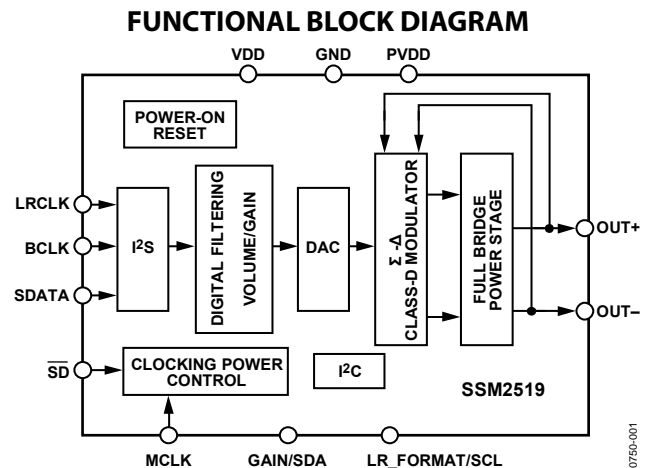 FUNCTIONAL BLOCK DIAGRAM
VDD
GND
PVDD
POWER-ON
RESET
LRCLK
BCLK
SDATA
I²S
DIGITAL FILTERING
VOLUME/GAIN
DAC
Σ-Δ
CLASS-D MODULATOR
FULL BRIDGE
POWER STAGE
OUT+
OUT–
SD
CLOCKING POWER
CONTROL
I²C
SSM2519
MCLK
GAIN/SDA
LR_FORMAT/SCL
0750-001